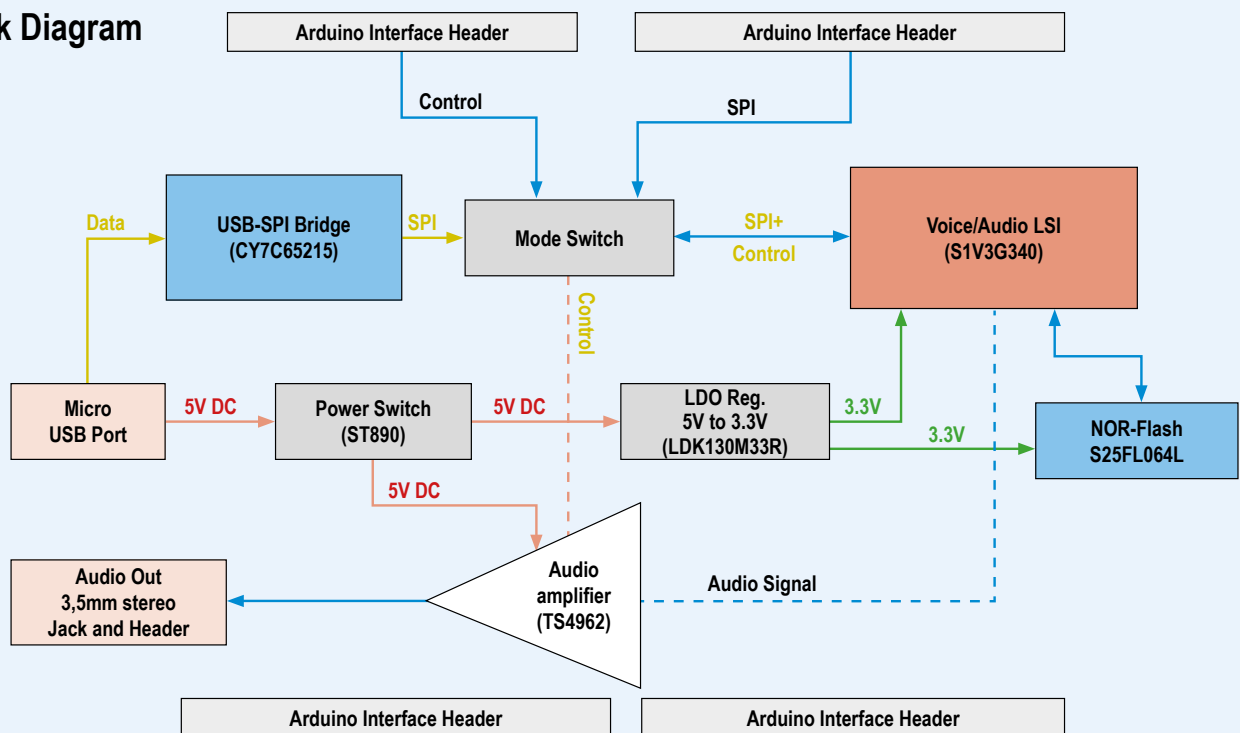 k Diagram
Arduino Interface Header
Arduino Interface Header
Control
SPI
USB-SPI Bridge
(CY7C65215)
Data
SPI
Mode Switch
SPI+
Control
Voice/Audio LSI
(S1V3G340)
Control
Micro
USB Port
5V DC
Power Switch
(ST890)
5V DC
LDO Reg.
5V to 3.3V
(LDK130M33R)
3.3V
3.3V
NOR-Flash
S25FL064L
5V DC
Audio Out
3,5mm stereo
Jack and Header
Audio
amplifier
(TS4962)
Audio Signal
Arduino Interface Header
Arduino Interface Header